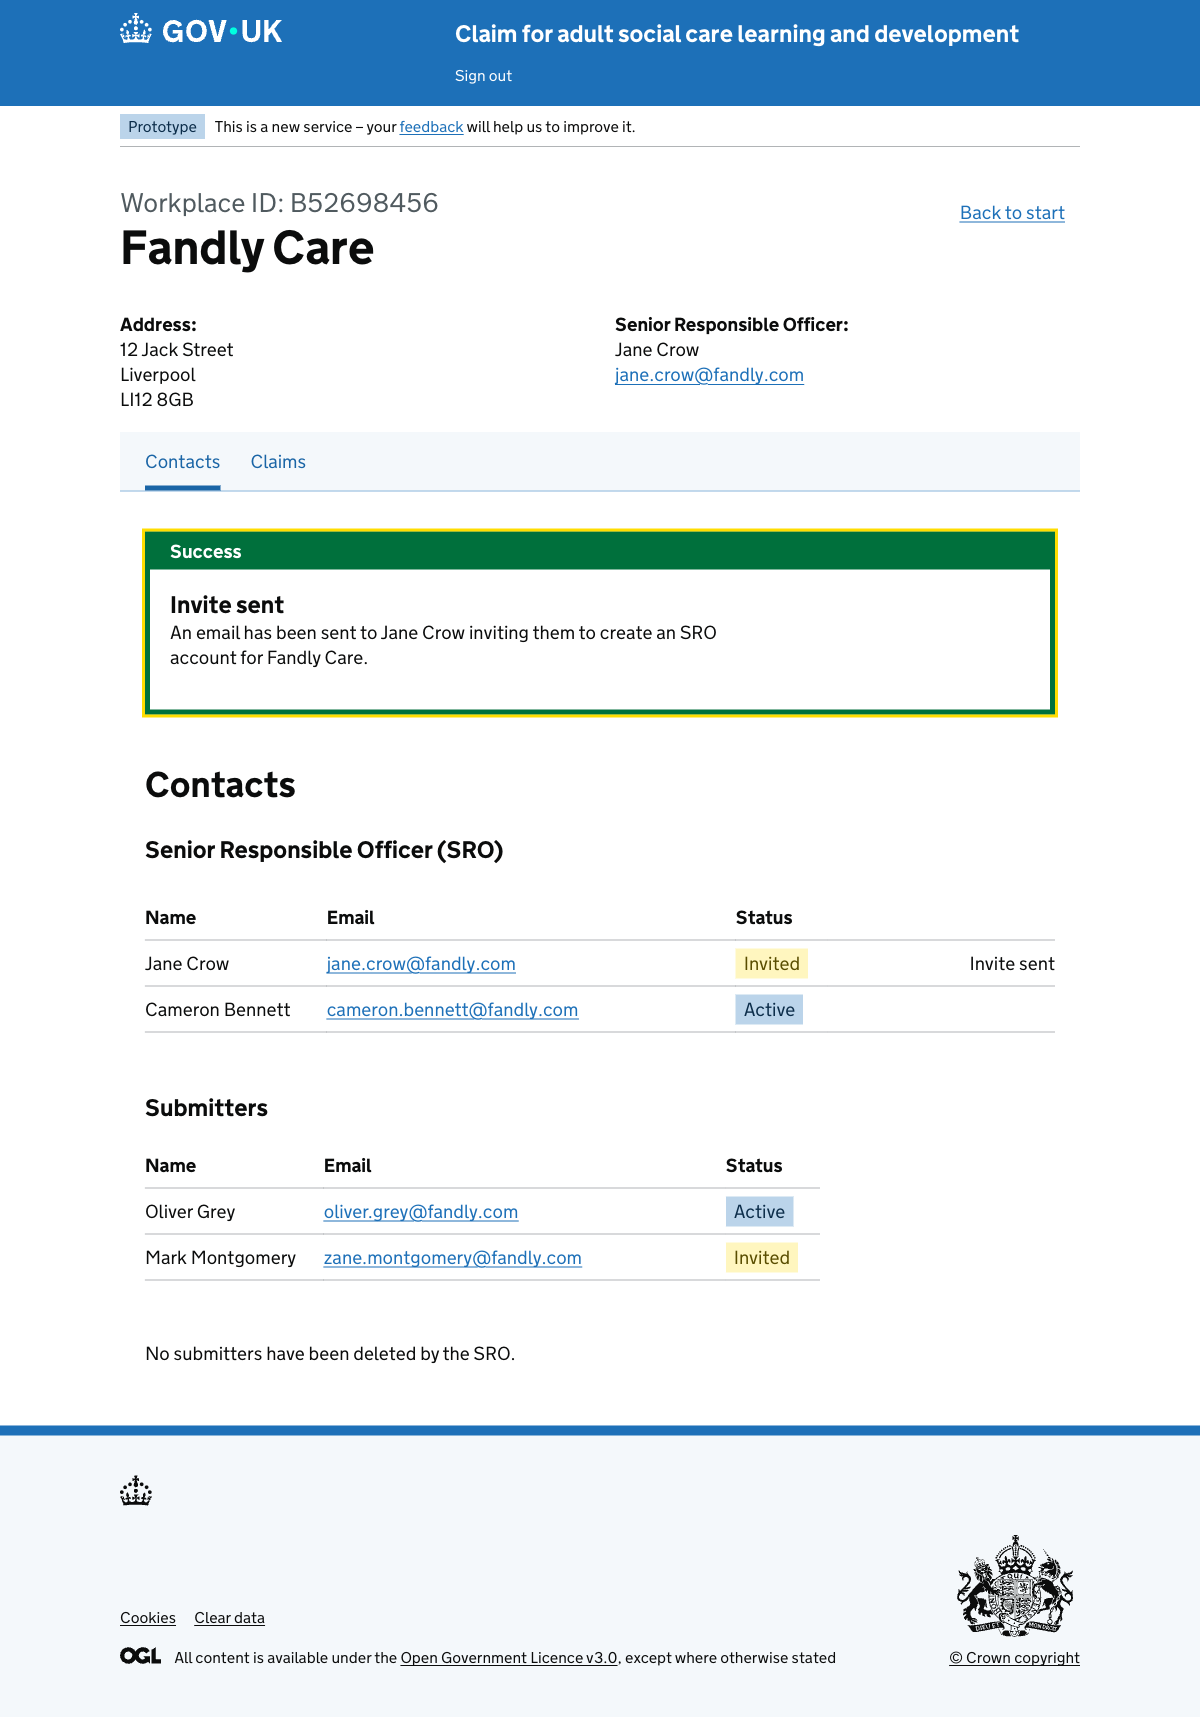 GOV·UK
Claim for adult social care learning and development
Sign out
Prototype This is a new service – your feedback will help us to improve it.
Workplace ID: B52698456
Back to start
Fandly Care
Address:
12 Jack Street
Liverpool
LI12 8GB
Senior Responsible Officer:
Jane Crow
jane.crow@fandly.com
Contacts Claims
Success
Invite sent
An email has been sent to Jane Crow inviting them to create an SRO
account for Fandly Care.
Contacts
Senior Responsible Officer (SRO)
Name Email Status
Jane Crow jane.crow@fandly.com Invited Invite sent
Cameron Bennett cameron.bennett@fandly.com Active
Submitters
Name Email Status
Oliver Grey oliver.grey@fandly.com Active
Mark Montgomery zane.montgomery@fandly.com Invited
No submitters have been deleted by the SRO.
Cookies Clear data
OGL All content is available under the Open Government Licence v3.0, except where otherwise stated
© Crown copyright